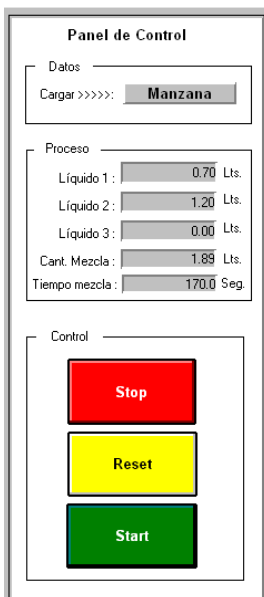 Panel de Control
Datos
Cargar >>>>>: Manzana
Proceso
Líquido 1 : 0.70 Lts.
Líquido 2 : 1.20 Lts.
Líquido 3 : 0.00 Lts.
Cant. Mezcla : 1.89 Lts.
Tiempo mezcla : 170.0 Seg.
Control
Stop
Reset
Start